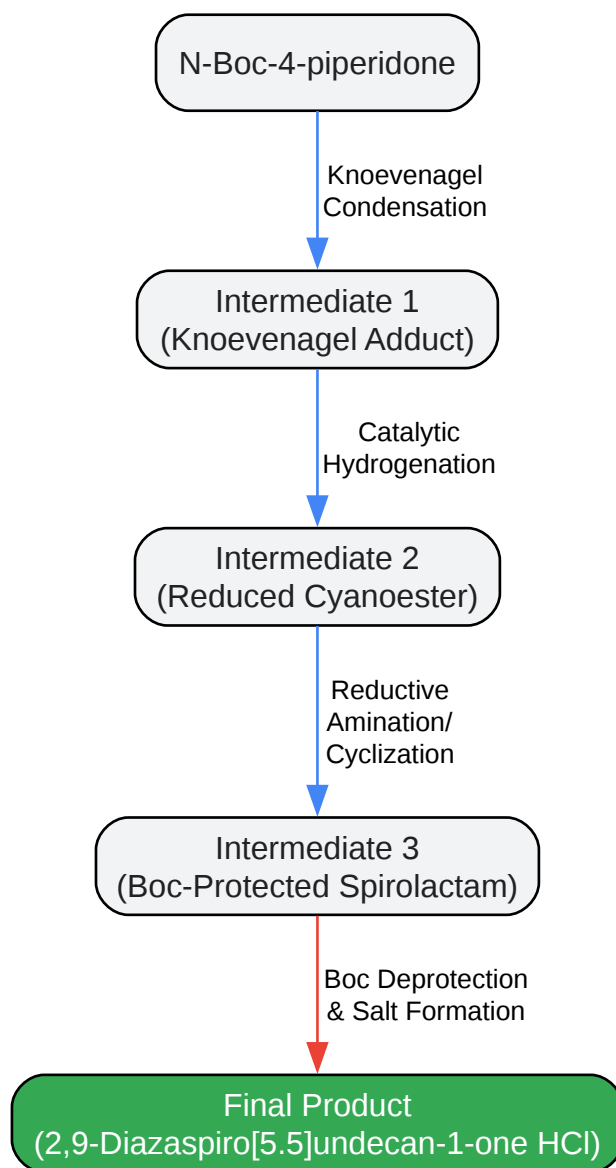 N-Boc-4-piperidone
Knoevenagel
Condensation
Intermediate 1
(Knoevenagel Adduct)
Catalytic
Hydrogenation
Intermediate 2
(Reduced Cyanoester)
Reductive
Amination/
Cyclization
Intermediate 3
(Boc-Protected Spirolactam)
Boc Deprotection
& Salt Formation
Final Product
(2,9-Diazaspiro[5.5]undecan-1-one HCl)